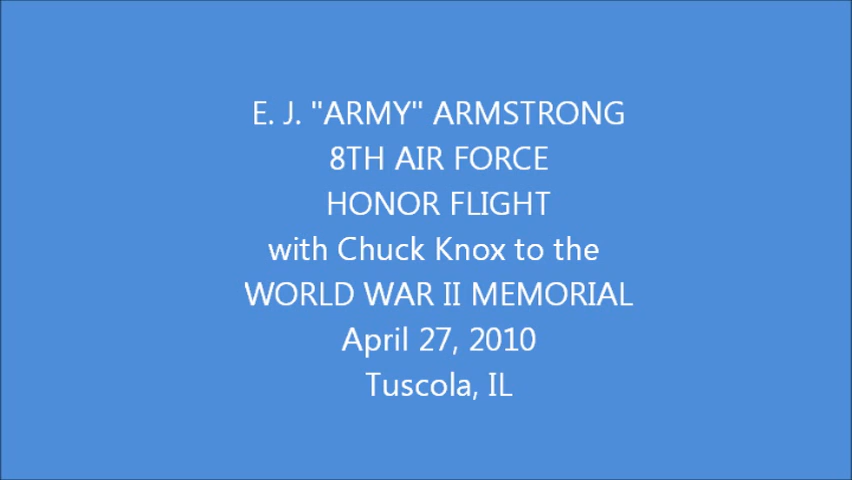 E. J. "ARMY" ARMSTRONG
8TH AIR FORCE
HONOR FLIGHT
with Chuck Knox to the
WORLD WAR II MEMORIAL
April 27, 2010
Tuscola, IL